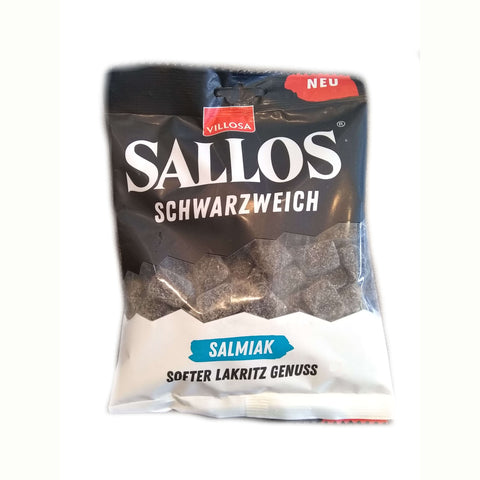 NEU
VILLOSA
SALLOS®
SCHWARZWEICH
SALMIAK
SOFTER LAKRITZ GENUSS